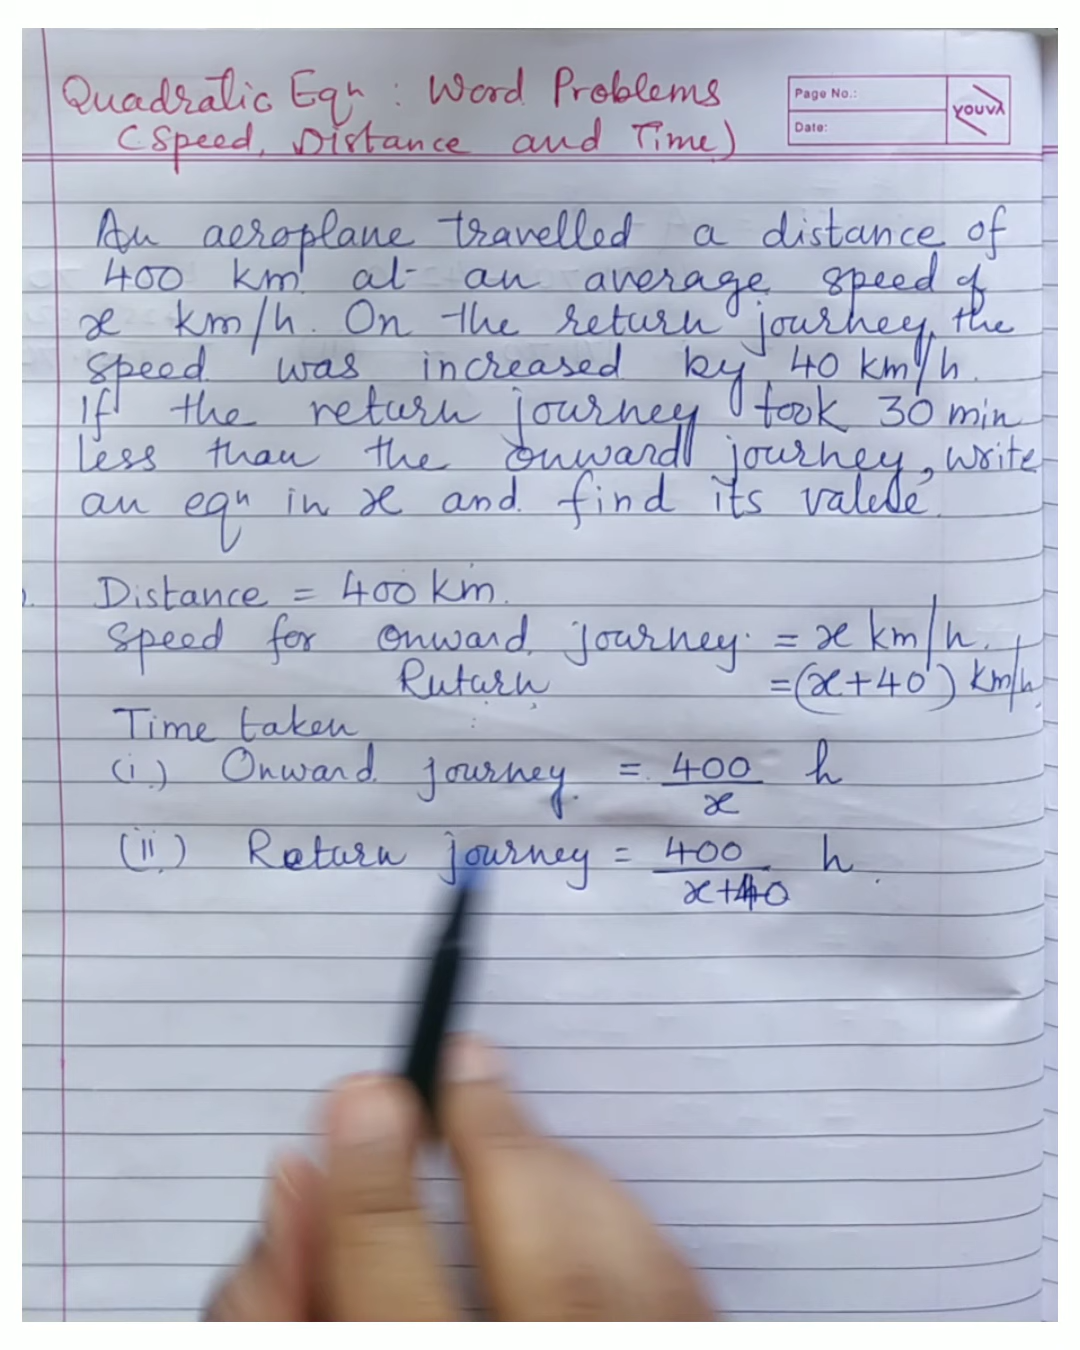 Quadratic Eqn : Word Problems
(Speed, Distance and Time)
Page No.:
Date:
YOUVA
An aeroplane travelled a distance of
400 km at an average speed of
x km/h. On the return journey, the
speed was increased by 40 km/h.
If the return journey took 30 min
less than the onward journey, write
an eqn in x and find its value.
Distance = 400 km.
Speed for onward journey = x km/h.
Ruturn = (x+40) km/h.
Time taken
(i.) Onward journey = 400/x h
(ii.) Return journey = 400/x+40 h.